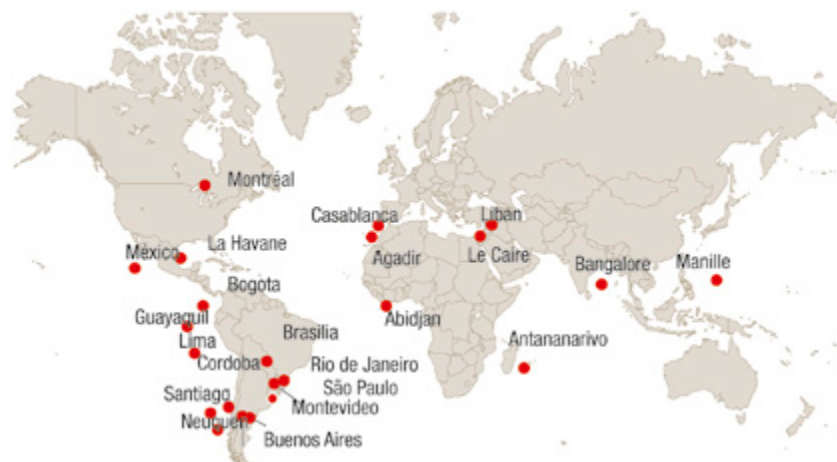 Montréal
Casablanca
Liban
México
La Havane
Agadir
Le Caire
Bangalore
Manille
Bogota
Guayaquil
Abidjan
Brasilia
Lima
Antananarivo
Cordoba
Rio de Janeiro
São Paulo
Santiago
Montevideo
Neuquen
Buenos Aires